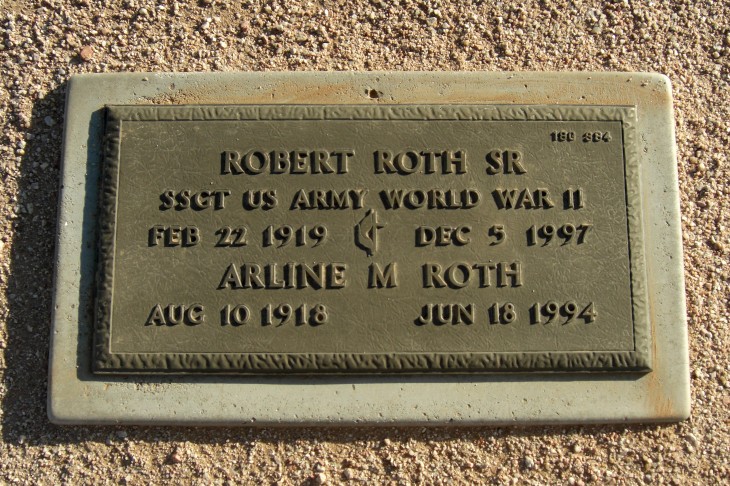 189 384
ROBERT ROTH SR
SSGT US ARMY WORLD WAR II
FEB 22 1919 DEC 5 1997
ARLINE M ROTH
AUG 10 1918 JUN 18 1994